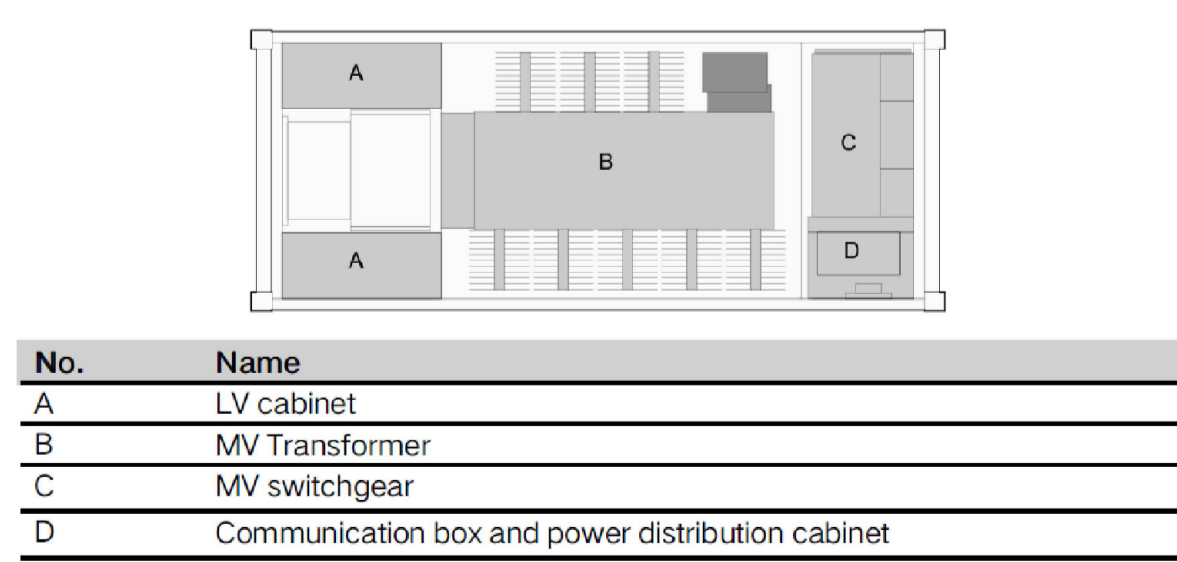 A
B
C
A
D
No. Name
A LV cabinet
B MV Transformer
C MV switchgear
D Communication box and power distribution cabinet